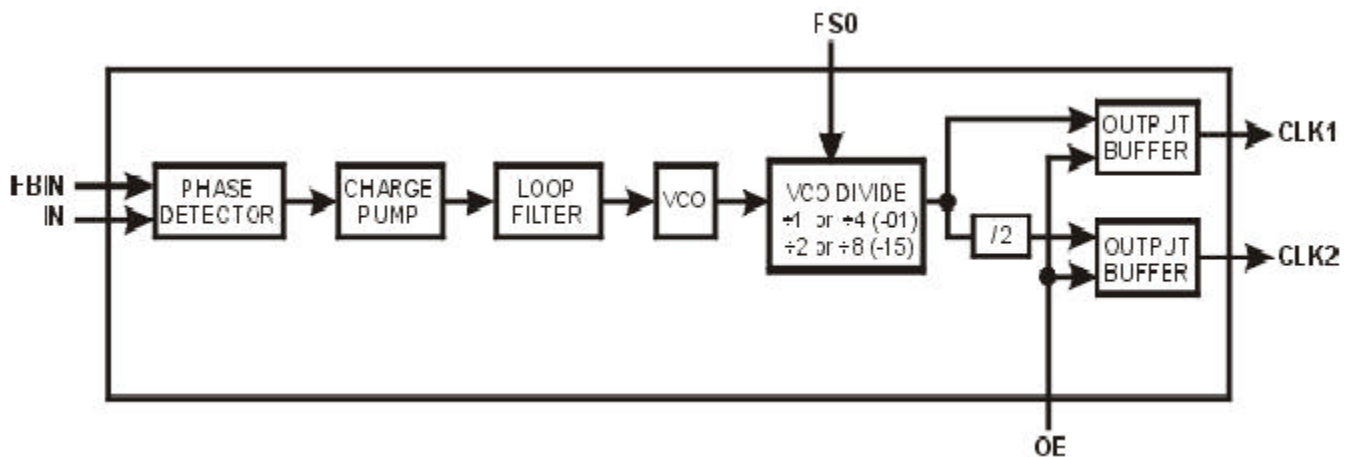 FS0
FBIN
IN
PHASE
DETECTOR
CHARGE
PUMP
LOOP
FILTER
VCO
VCO DIVIDE
÷1 or ÷4 (-01)
÷2 or ÷8 (-15)
/2
OUTPUT
BUFFER
CLK1
OUTPUT
BUFFER
CLK2
OE